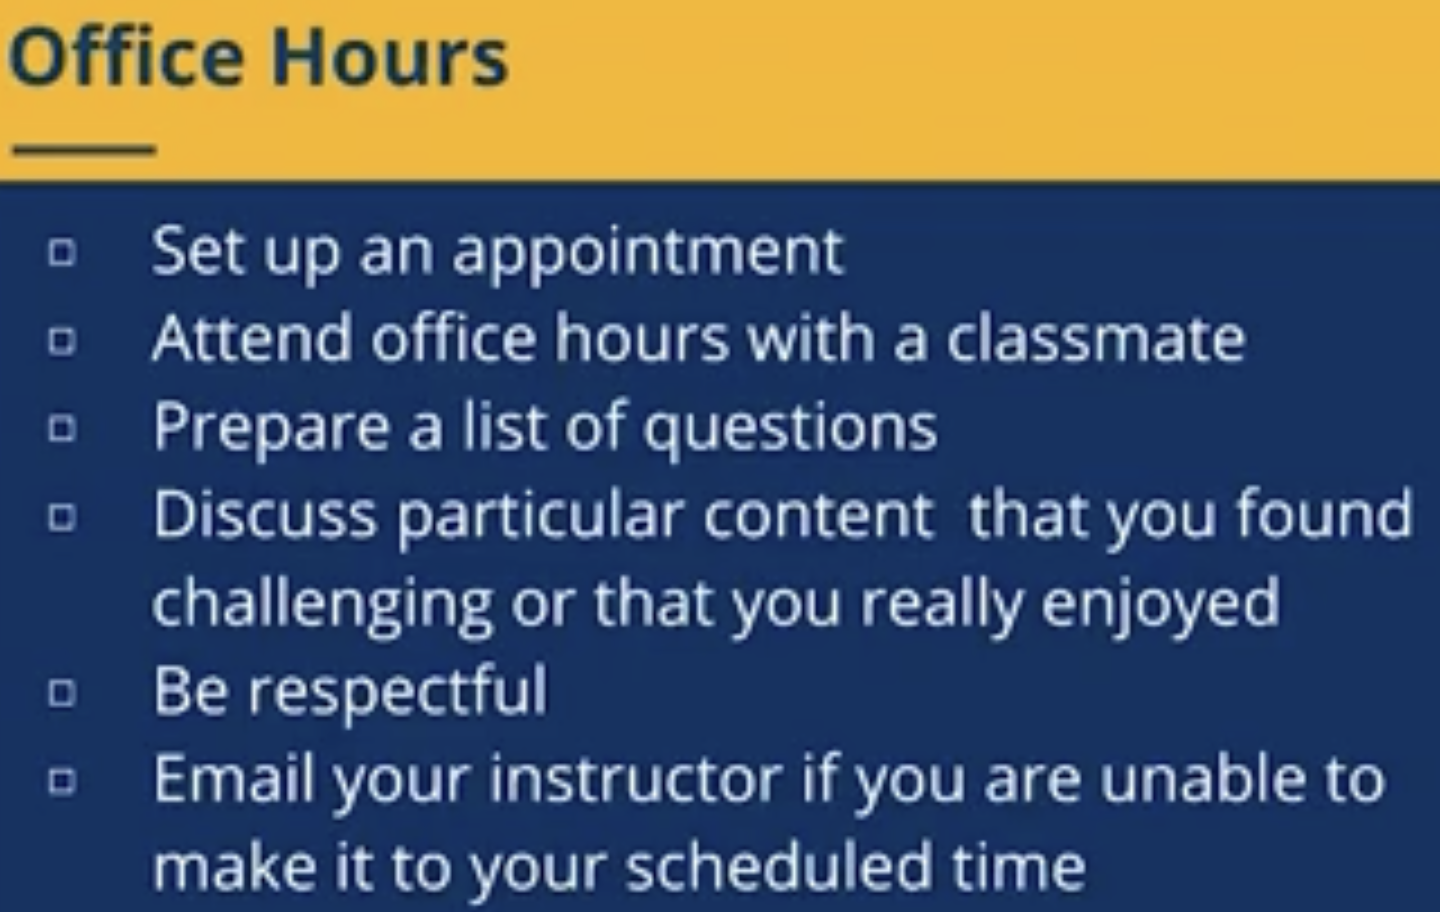 Office Hours
Set up an appointment
Attend office hours with a classmate
Prepare a list of questions
Discuss particular content  that you found
challenging or that you really enjoyed
Be respectful
Email your instructor if you are unable to
make it to your scheduled time